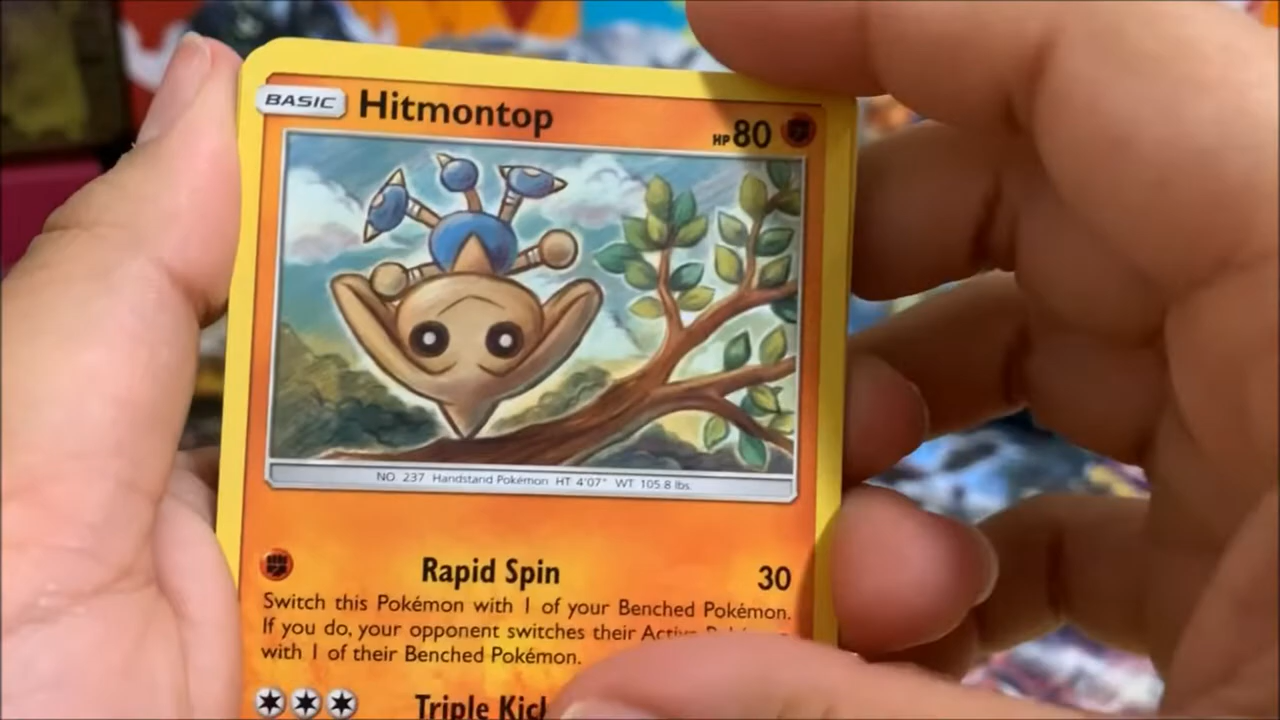 BASIC Hitmontop HP 80
NO. 237 Handstand Pokémon HT 4'07" WT 105.8 lbs.
Rapid Spin 30
Switch this Pokémon with 1 of your Benched Pokémon.
If you do, your opponent switches their Active
with 1 of their Benched Pokémon.
Triple